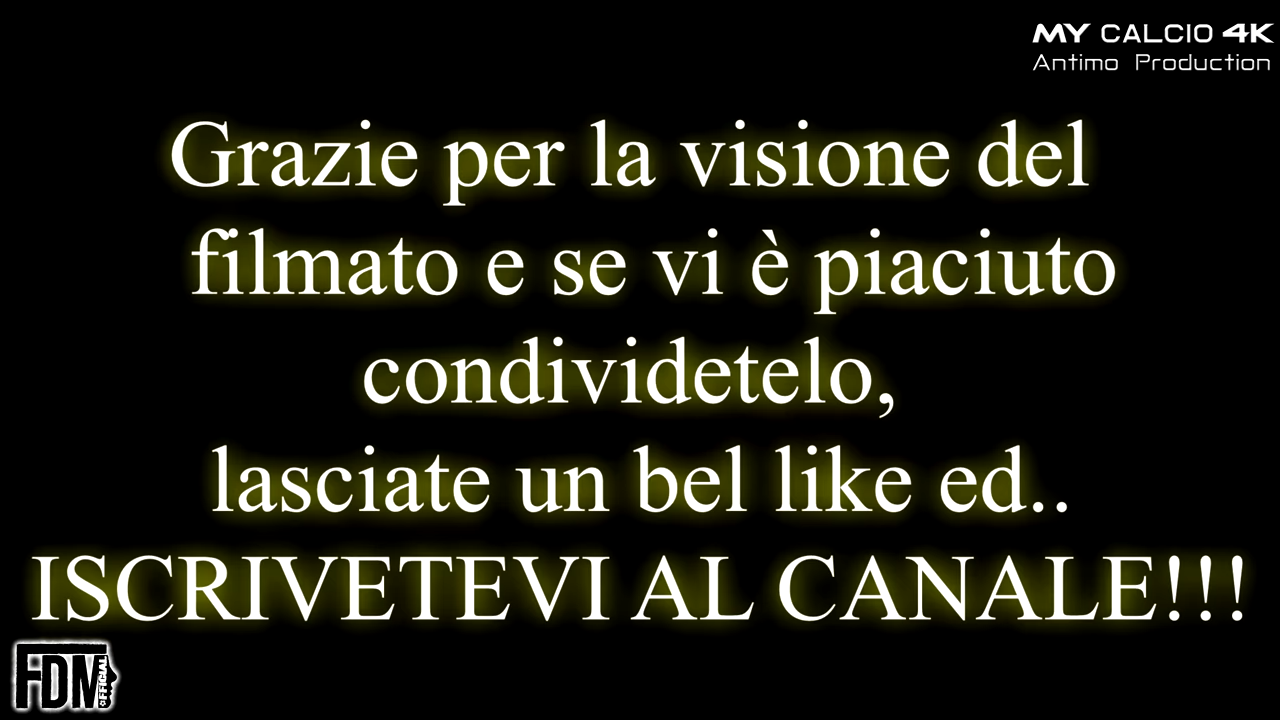 MY CALCIO 4K
Antimo Production
Grazie per la visione del
filmato e se vi è piaciuto
condividetelo,
lasciate un bel like ed..
ISCRIVETEVI AL CANALE!!!
FDM
OFFICIAL